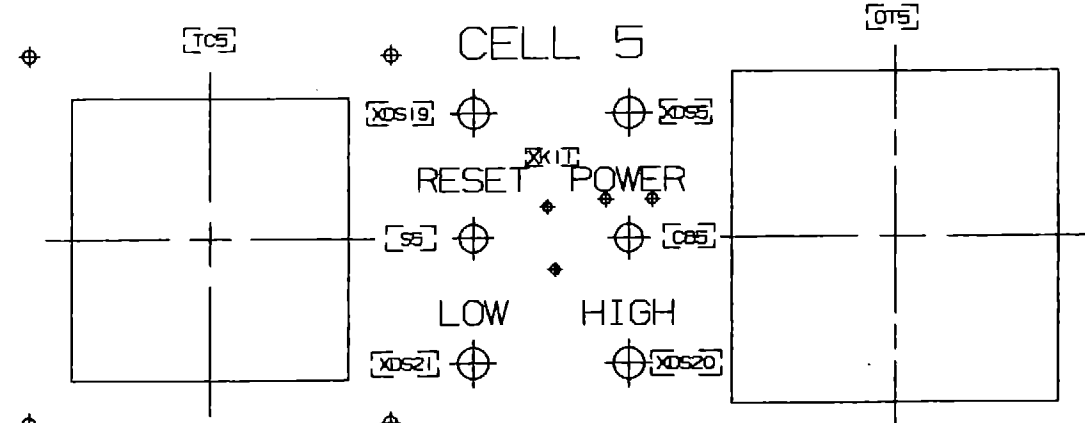 OT5
TC5
CELL 5
XDS19
XDS5
XKIT
RESET
POWER
S5
CB5
LOW
HIGH
XDS21
XDS20